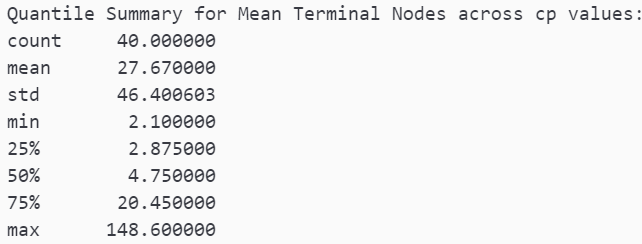 Quantile Summary for Mean Terminal Nodes across cp values:
count     40.000000
mean      27.670000
std       46.400603
min        2.100000
25%        2.875000
50%        4.750000
75%       20.450000
max      148.600000